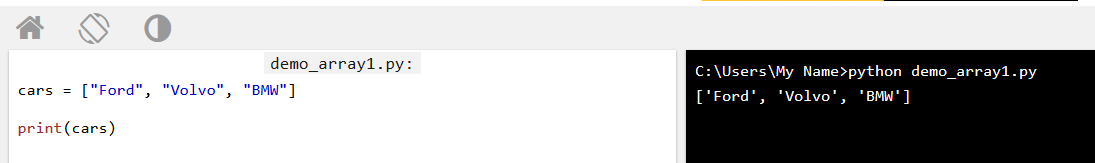 demo_array1.py:
cars = ["Ford", "Volvo", "BMW"]
print(cars)
C:\Users\My Name>python demo_array1.py
['Ford', 'Volvo', 'BMW']